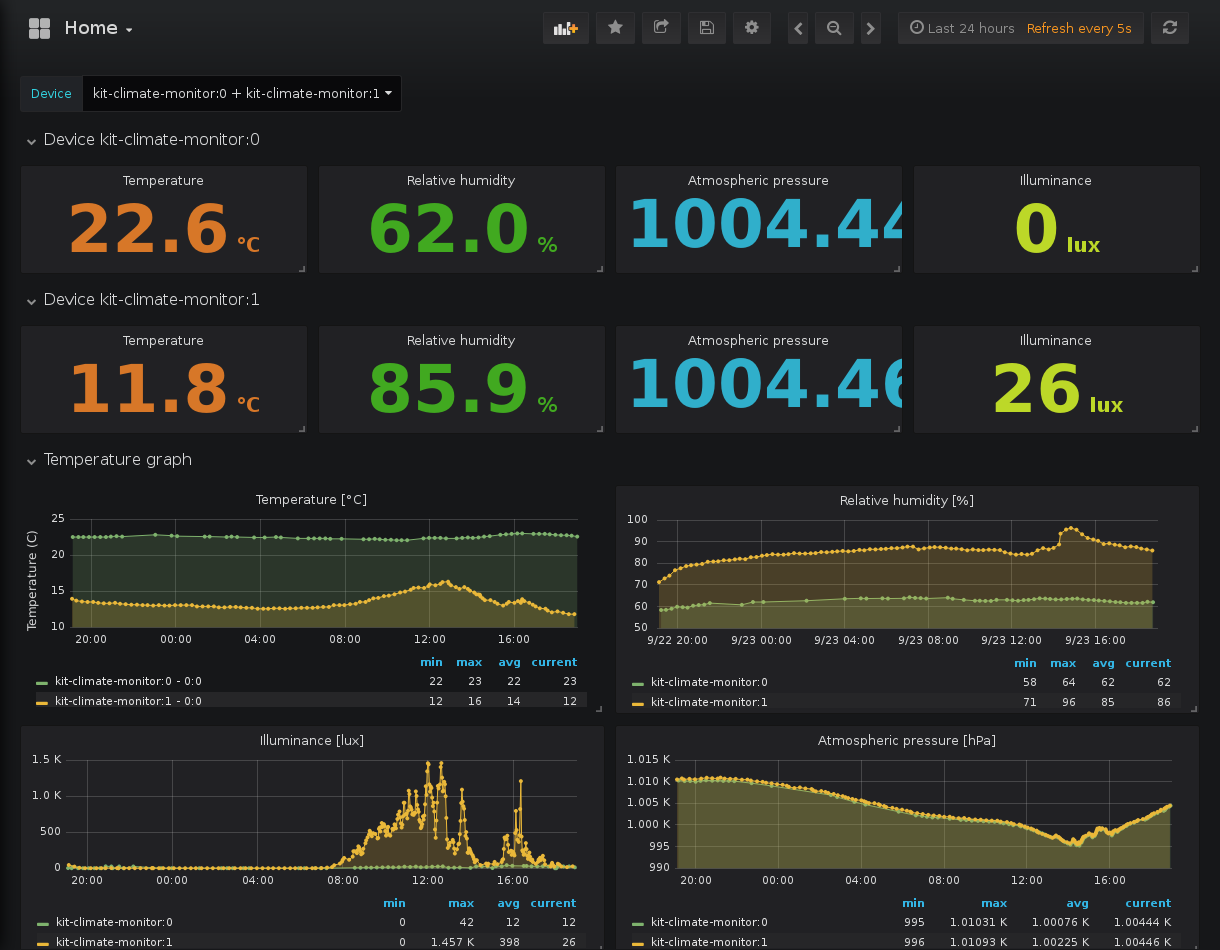 Home
Last 24 hours Refresh every 5s
Device kit-climate-monitor:0 + kit-climate-monitor:1
Device kit-climate-monitor:0
Temperature Relative humidity Atmospheric pressure Illuminance
22.6 °C 62.0 % 1004.44 0 lux
Device kit-climate-monitor:1
Temperature Relative humidity Atmospheric pressure Illuminance
11.8 °C 85.9 % 1004.46 26 lux
Temperature graph
Temperature [°C]
Temperature (C)
25
20
15
10
20:00 00:00 04:00 08:00 12:00 16:00
min max avg current
kit-climate-monitor:0 - 0:0 22 23 22 23
kit-climate-monitor:1 - 0:0 12 16 14 12
Relative humidity [%]
100
90
80
70
60
50
9/22 20:00 9/23 00:00 9/23 04:00 9/23 08:00 9/23 12:00 9/23 16:00
min max avg current
kit-climate-monitor:0 58 64 62 62
kit-climate-monitor:1 71 96 85 86
Illuminance [lux]
1.5 K
1.0 K
500
0
20:00 00:00 04:00 08:00 12:00 16:00
min max avg current
kit-climate-monitor:0 0 42 12 12
kit-climate-monitor:1 0 1.457 K 398 26
Atmospheric pressure [hPa]
1.015 K
1.010 K
1.005 K
1.000 K
995
990
20:00 00:00 04:00 08:00 12:00 16:00
min max avg current
kit-climate-monitor:0 995 1.01031 K 1.00076 K 1.00444 K
kit-climate-monitor:1 996 1.01093 K 1.00225 K 1.00446 K